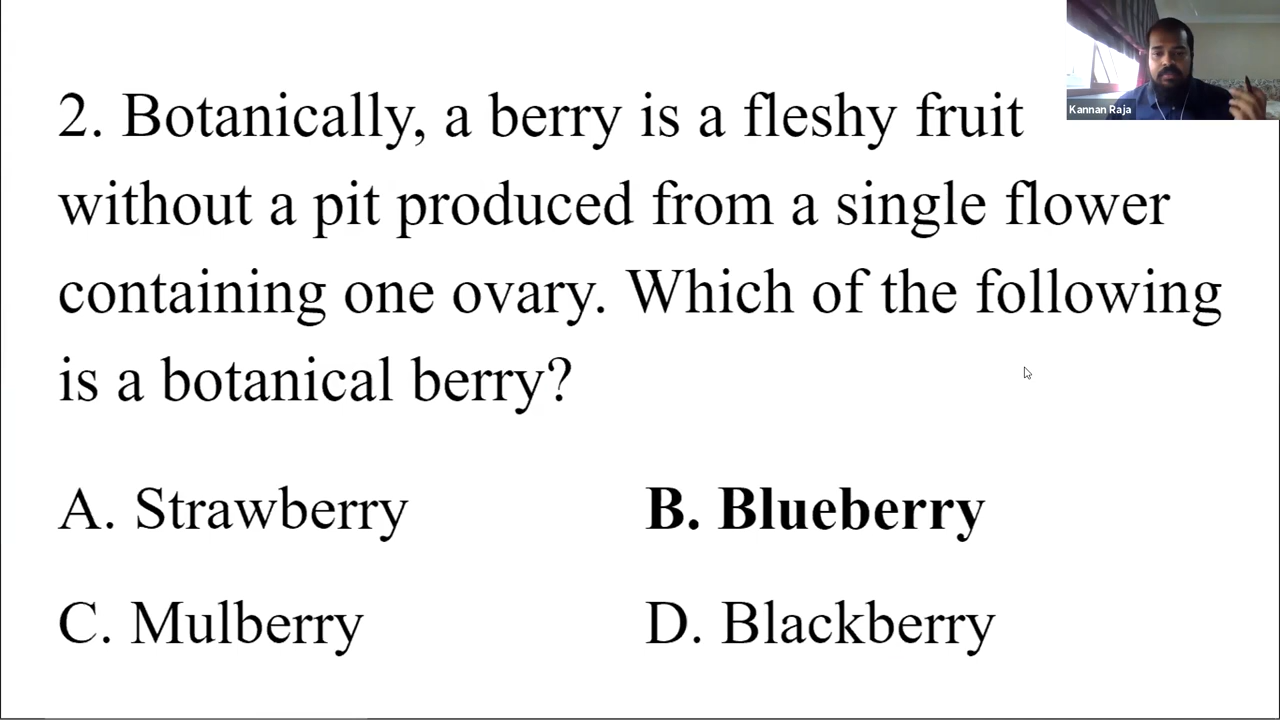 Kannan Raja
2. Botanically, a berry is a fleshy fruit
without a pit produced from a single flower
containing one ovary. Which of the following
is a botanical berry?
A. Strawberry B. Blueberry
C. Mulberry D. Blackberry